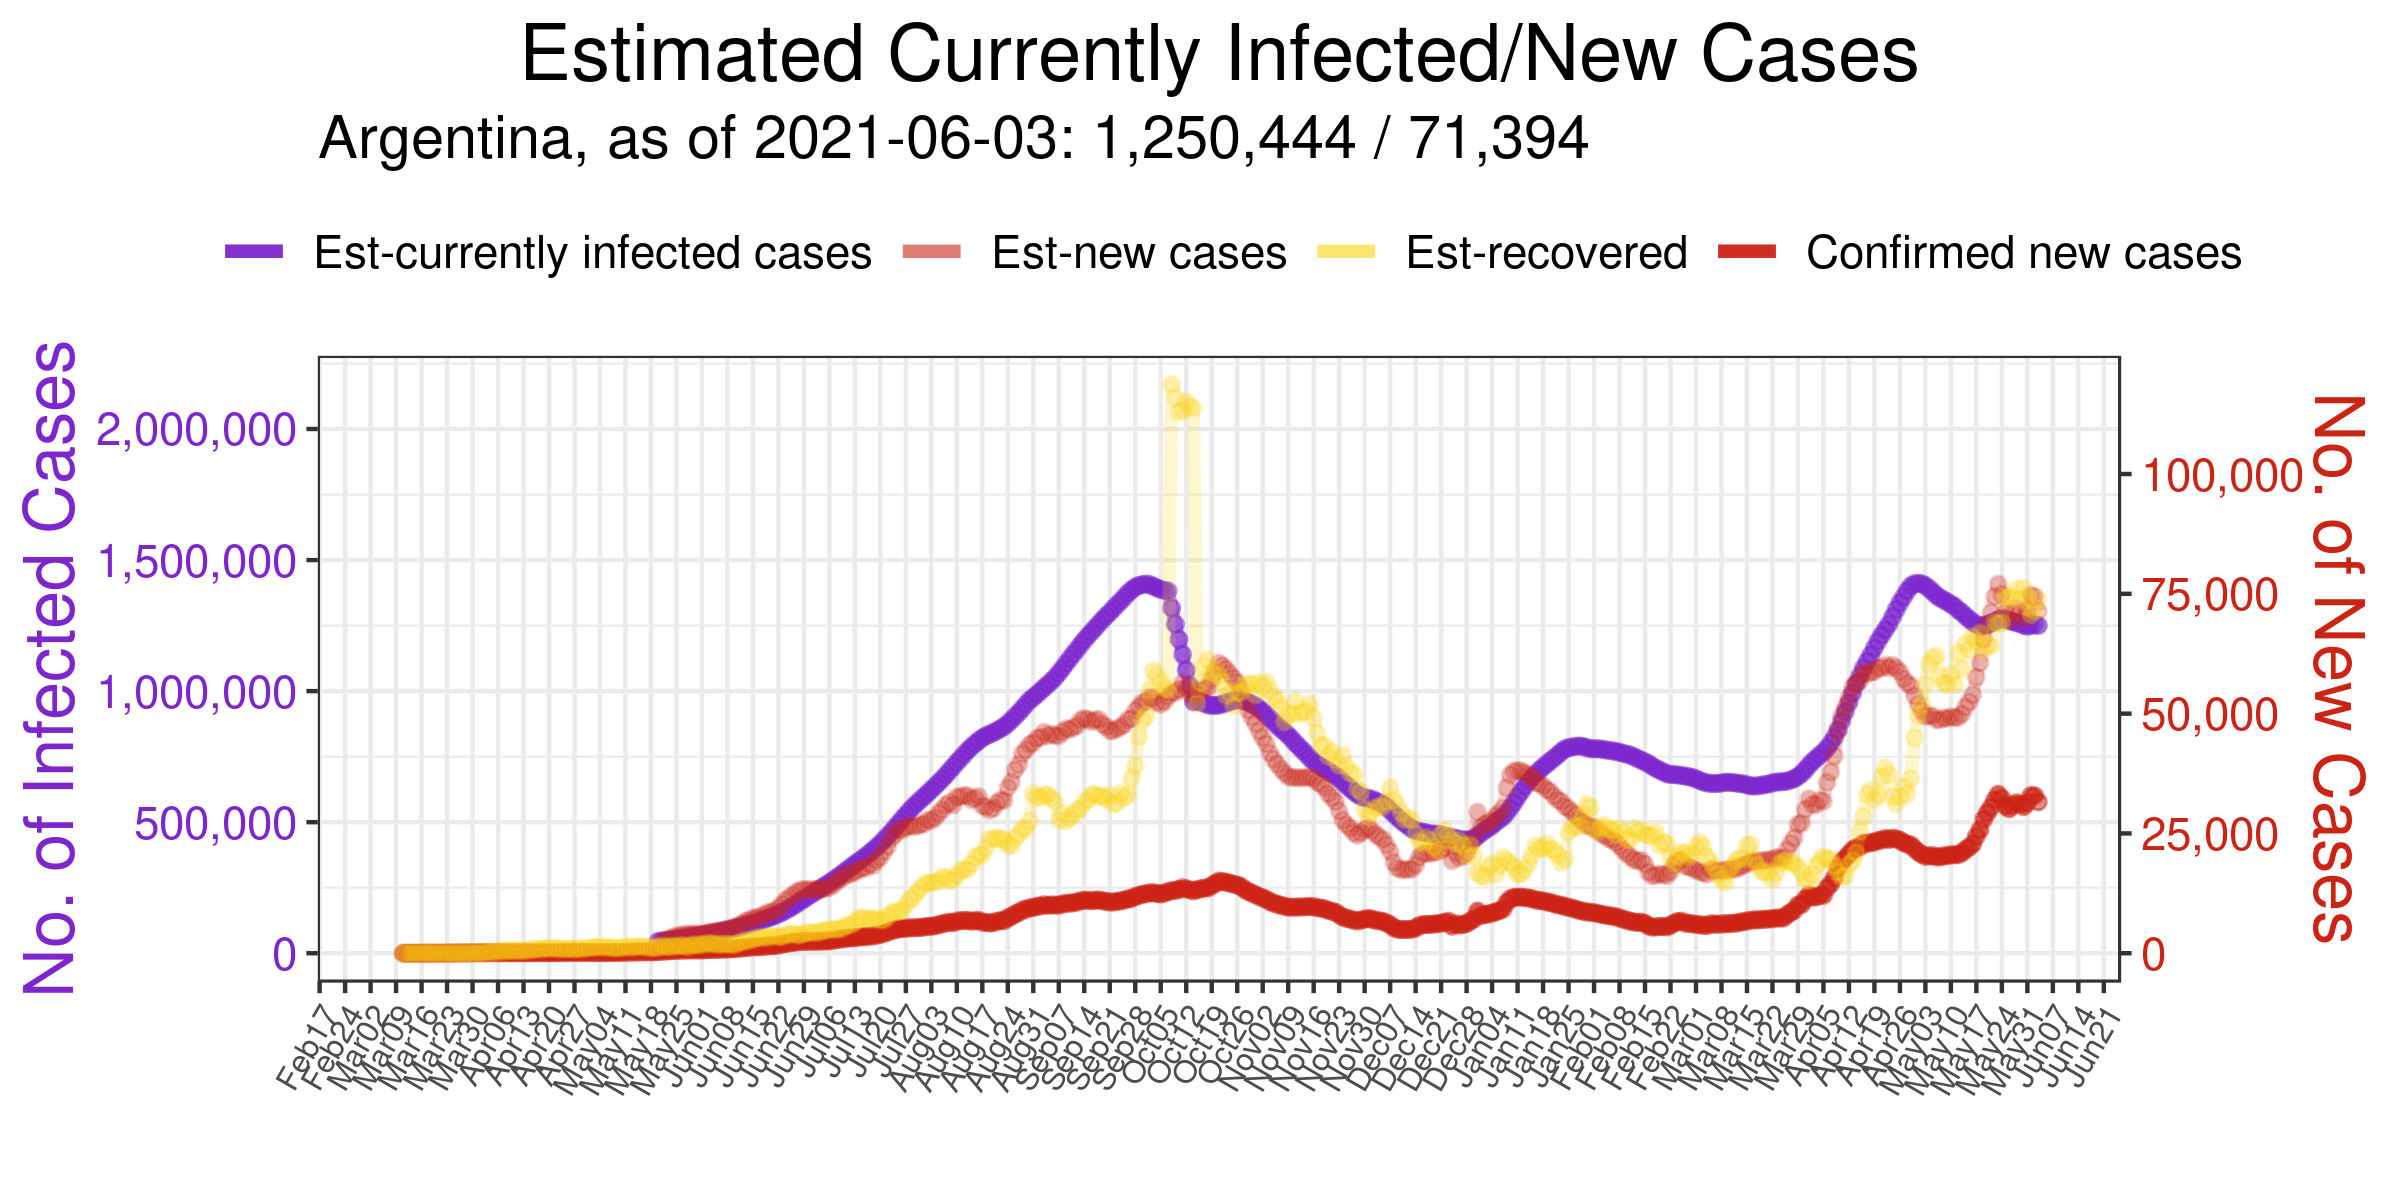 Estimated Currently Infected/New Cases
Argentina, as of 2021-06-03: 1,250,444 / 71,394
Est-currently infected cases Est-new cases Est-recovered Confirmed new cases
No. of Infected Cases
2,000,000
1,500,000
1,000,000
500,000
0
100,000
75,000
50,000
25,000
0
No. of New Cases
Feb17 Feb24 Mar02 Mar09 Mar16 Mar23 Mar30 Apr06 Apr13 Apr20 Apr27 May04 May11 May18 May25 Jun01 Jun08 Jun15 Jun22 Jun29 Jul06 Jul13 Jul20 Jul27 Aug03 Aug10 Aug17 Aug24 Aug31 Sep07 Sep14 Sep21 Sep28 Oct05 Oct12 Oct19 Oct26 Nov02 Nov09 Nov16 Nov23 Nov30 Dec07 Dec14 Dec21 Dec28 Jan04 Jan11 Jan18 Jan25 Feb01 Feb08 Feb15 Feb22 Mar01 Mar08 Mar15 Mar22 Mar29 Apr05 Apr12 Apr19 Apr26 May03 May10 May17 May24 May31 Jun07 Jun14 Jun21